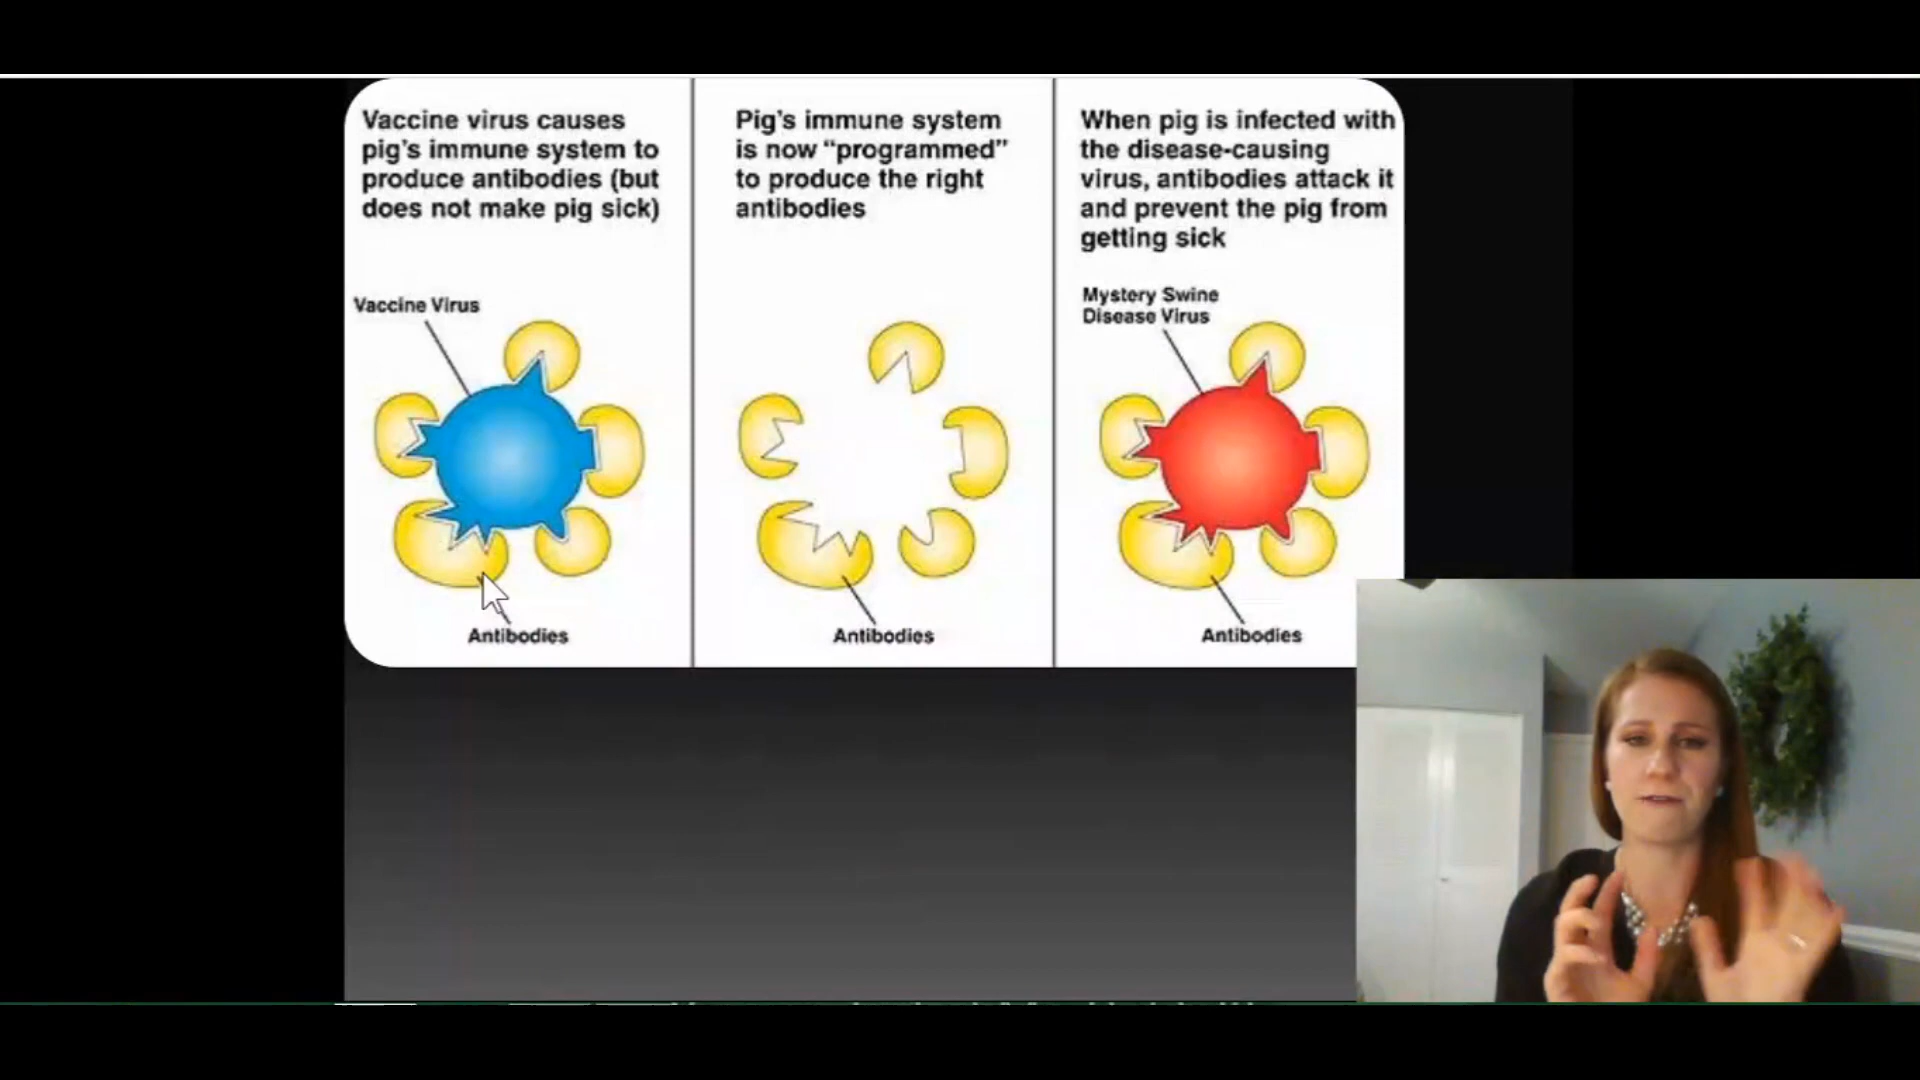 Vaccine virus causes
pig's immune system to
produce antibodies (but
does not make pig sick)
Vaccine Virus
Antibodies
Pig's immune system
is now “programmed”
to produce the right
antibodies
Antibodies
When pig is infected with
the disease-causing
virus, antibodies attack it
and prevent the pig from
getting sick
Mystery Swine
Disease Virus
Antibodies